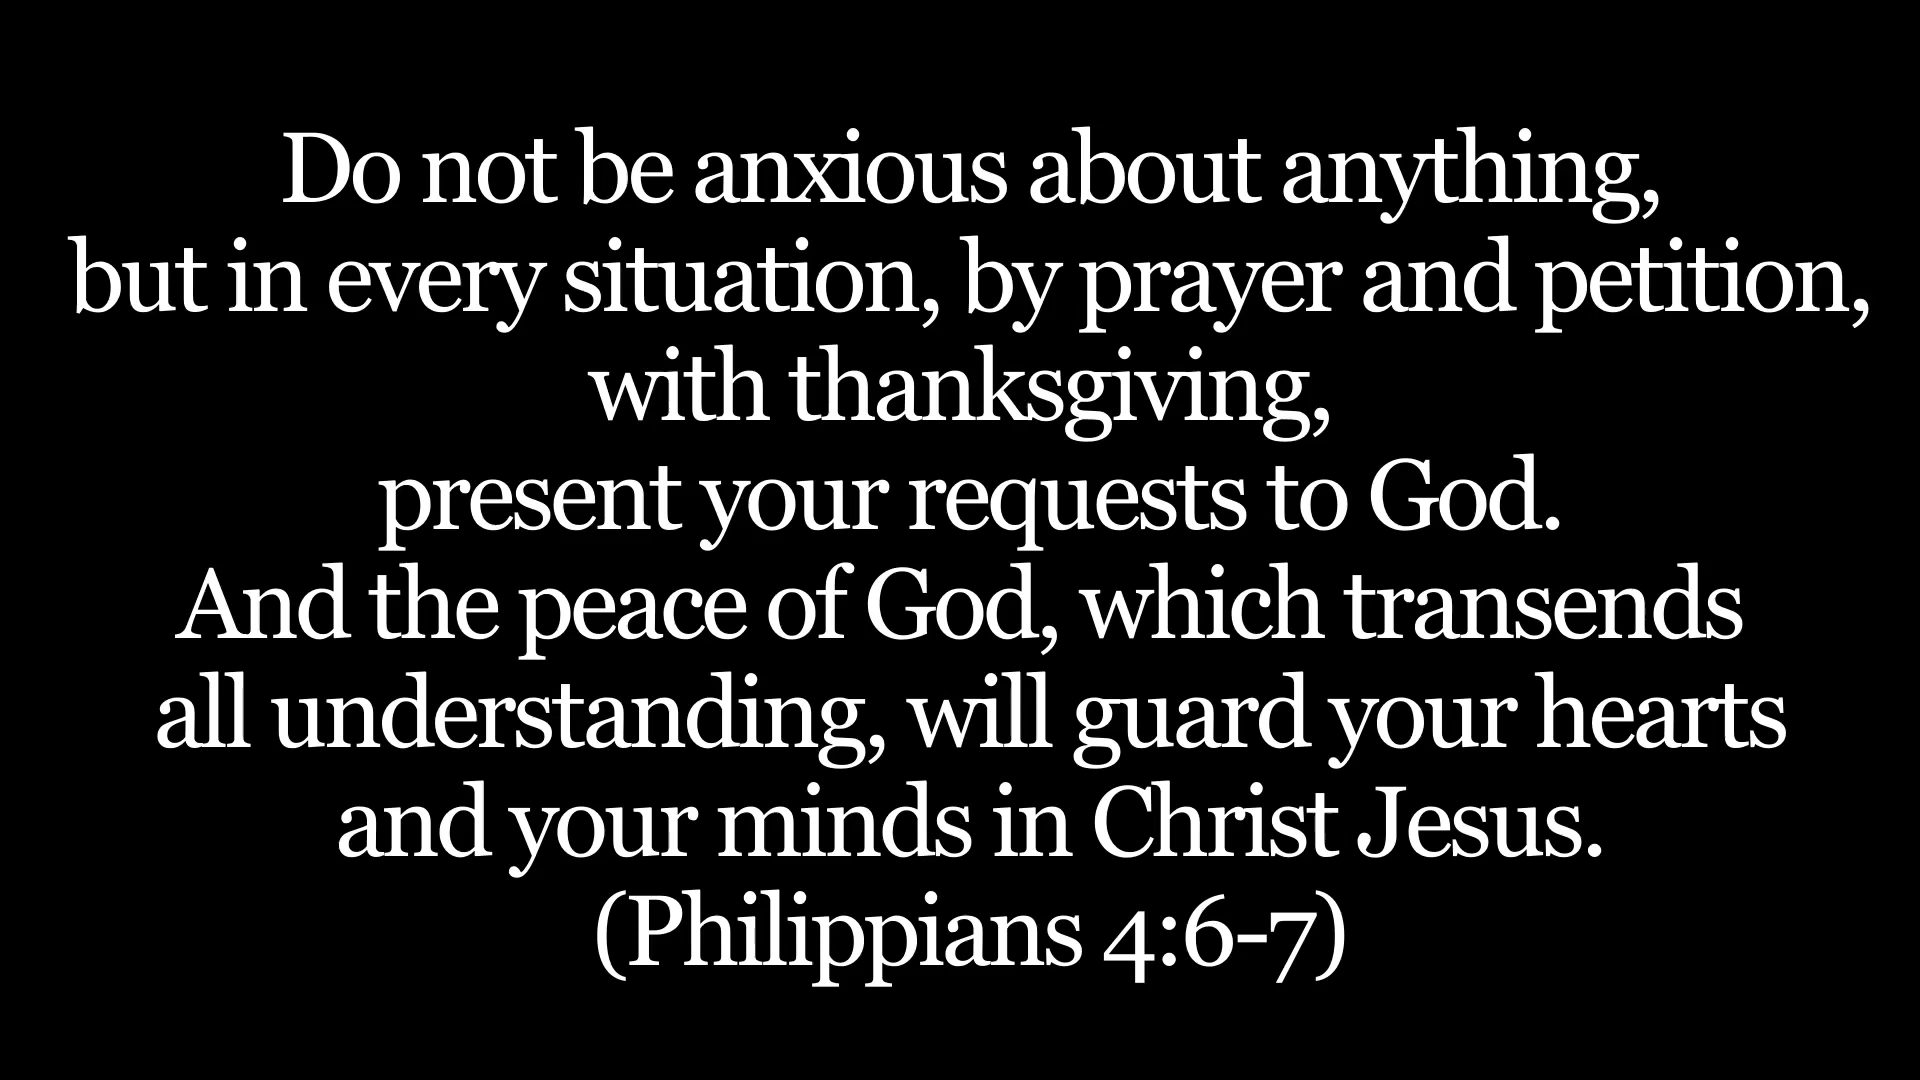 Do not be anxious about anything,
but in every situation, by prayer and petition,
with thanksgiving,
present your requests to God.
And the peace of God, which transends
all understanding, will guard your hearts
and your minds in Christ Jesus.
(Philippians 4:6-7)